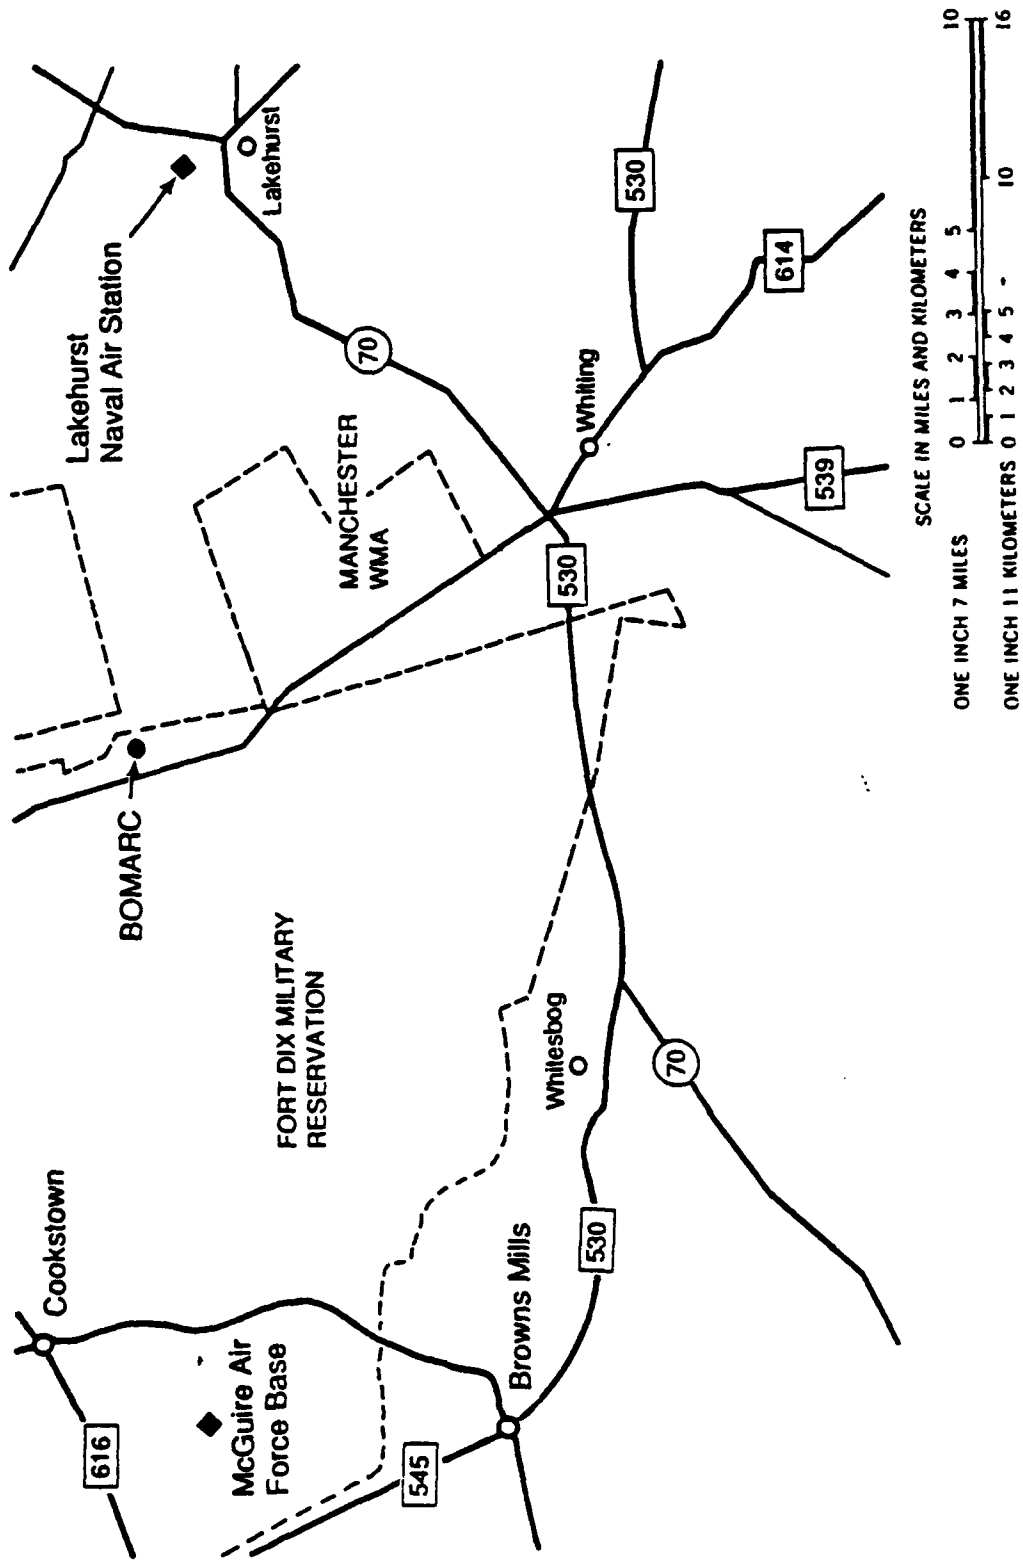 616
Cookstown
McGuire Air
Force Base
545
Browns Mills
530
FORT DIX MILITARY
RESERVATION
Whitesbog
70
BOMARC
530
MANCHESTER
WMA
Lakehurst
Naval Air Station
Lakehurst
70
Whiting
530
614
539
SCALE IN MILES AND KILOMETERS
ONE INCH 7 MILES
0 1 2 3 4 5 10
ONE INCH 11 KILOMETERS 0 1 2 3 4 5 10 16